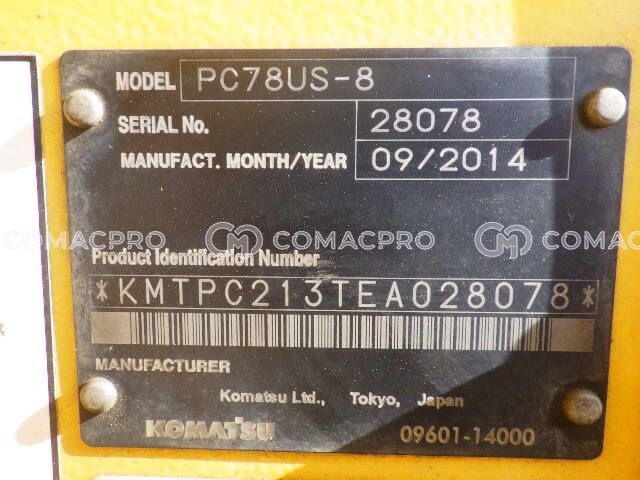 MODEL PC78US-8
SERIAL No. 28078
MANUFACT. MONTH/YEAR 09/2014
COMACPRO COMACPRO COMACPRO
Product Identification Number
*KMTPC213TEA028078*
MANUFACTURER
Komatsu Ltd., Tokyo, Japan
KOMATSU 09601-14000